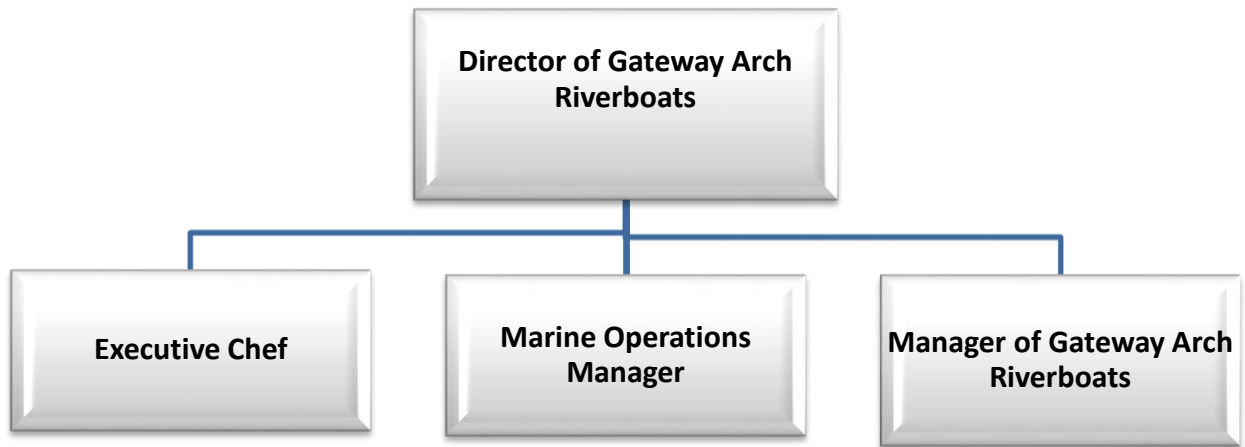 Director of Gateway Arch
Riverboats
Executive Chef
Marine Operations
Manager
Manager of Gateway Arch
Riverboats